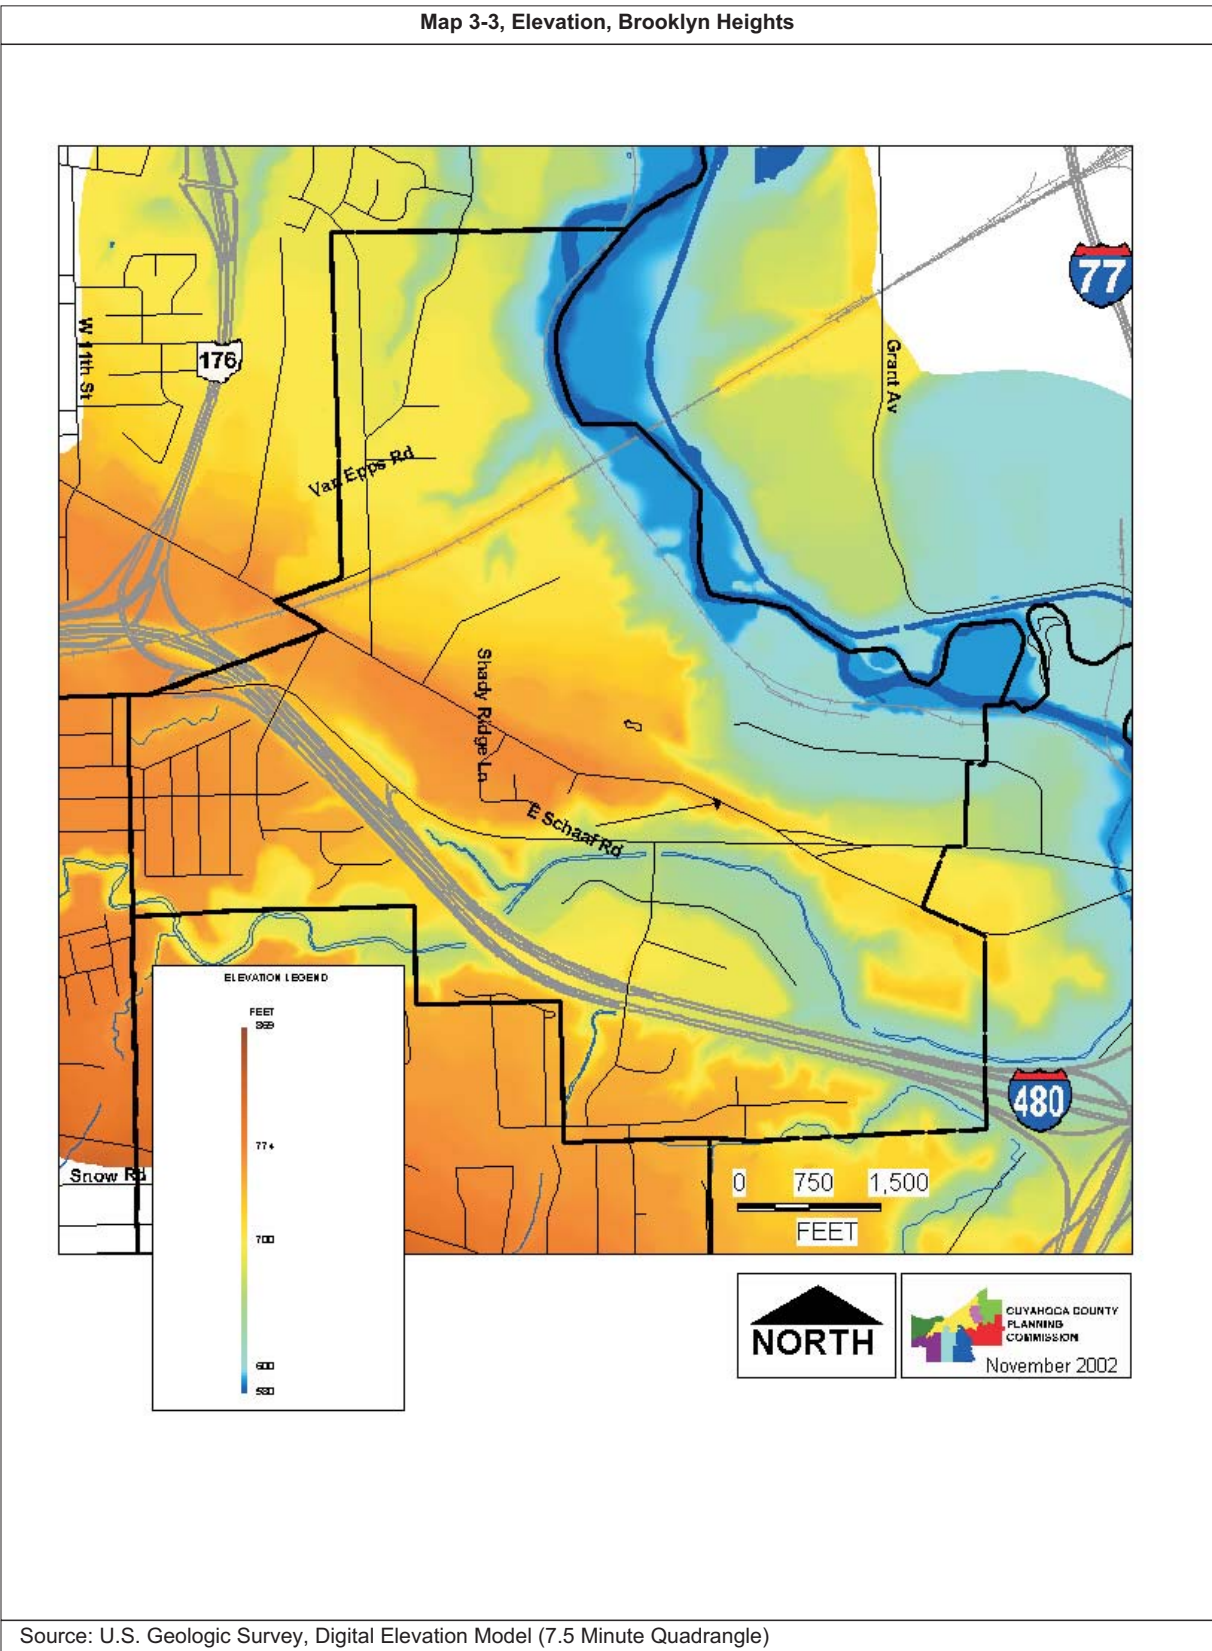 Map 3-3, Elevation, Brooklyn Heights
77
W 11th St
176
Grant Av
Van Epps Rd
Shady Ridge Ln
E Schaaf Rd
ELEVATION LEGEND
FEET
869
774
700
600
580
480
Snow Rd
0 750 1,500
FEET
NORTH
CUYAHOGA COUNTY
PLANNING
COMMISSION
November 2002
Source: U.S. Geologic Survey, Digital Elevation Model (7.5 Minute Quadrangle)